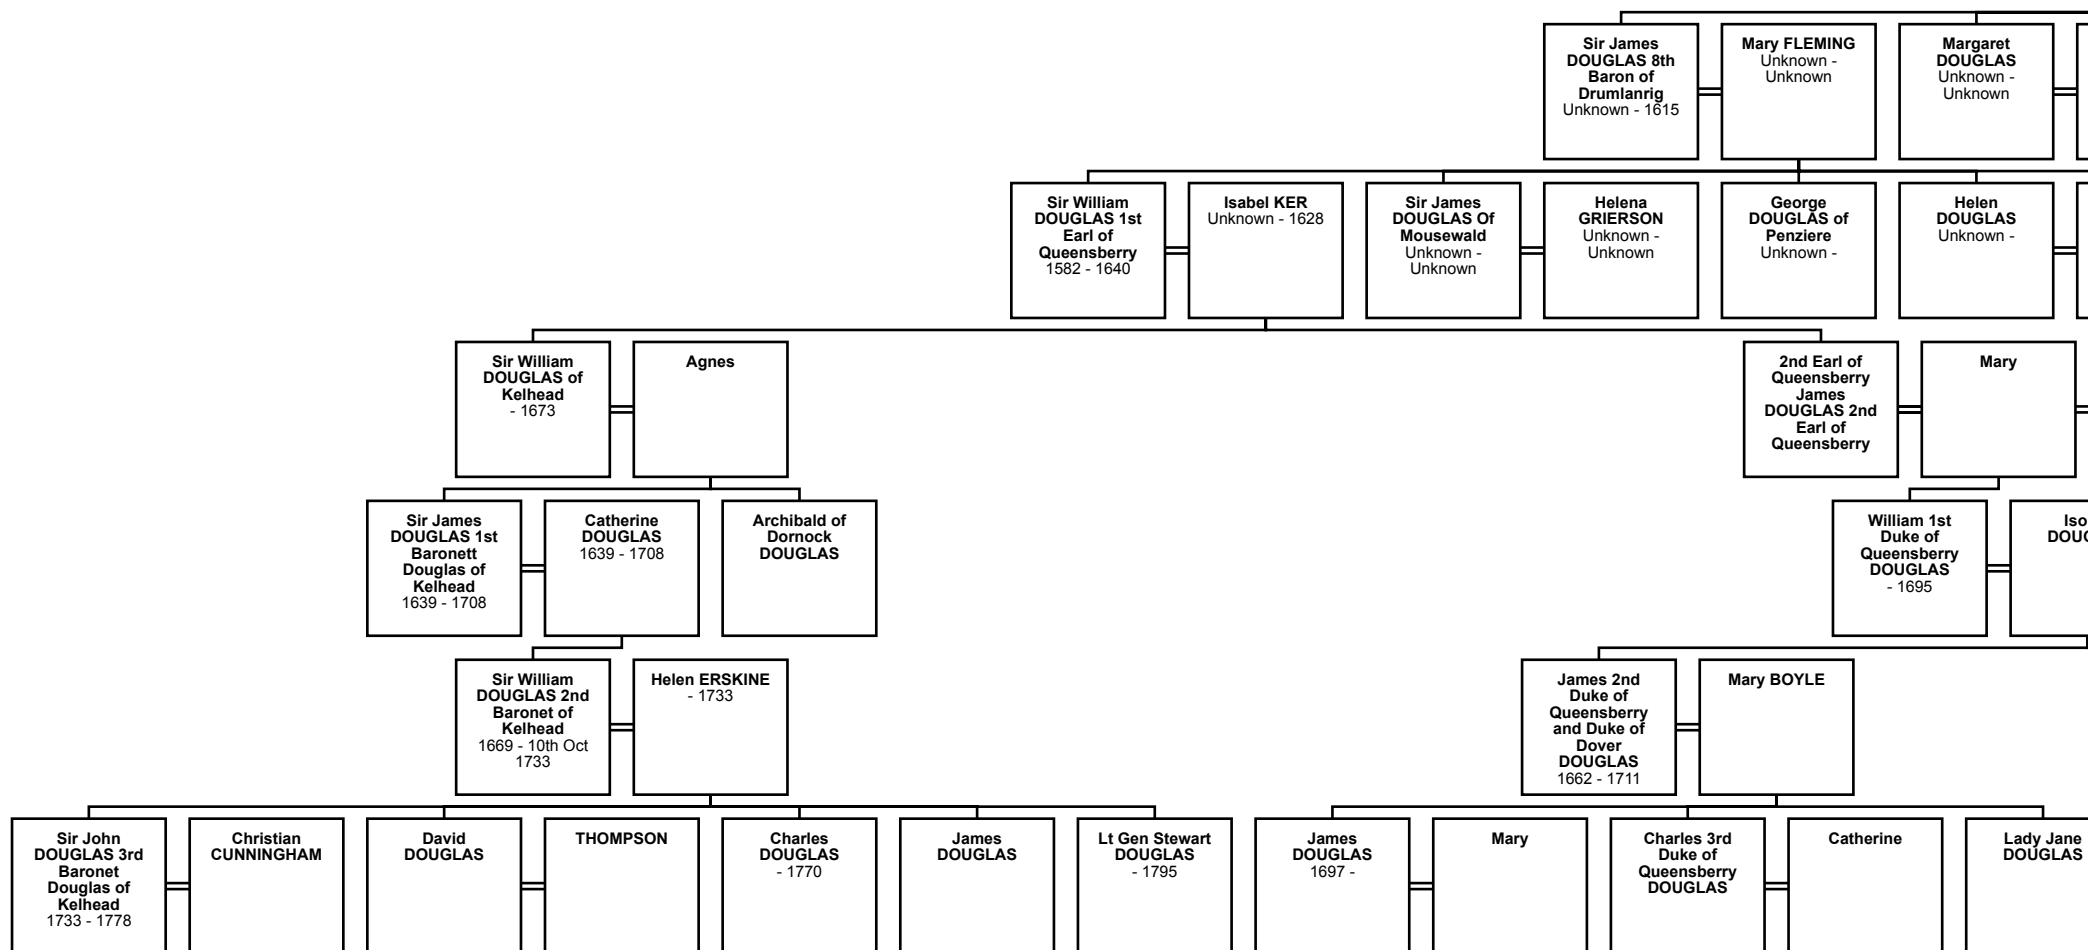 Sir James
DOUGLAS 8th
Baron of
Drumlanrig
Unknown - 1615
Mary FLEMING
Unknown -
Unknown
Margaret
DOUGLAS
Unknown -
Unknown
Sir William
DOUGLAS 1st
Earl of
Queensberry
1582 - 1640
Isabel KER
Unknown - 1628
Sir James
DOUGLAS Of
Mousewald
Unknown -
Unknown
Helena
GRIERSON
Unknown -
Unknown
George
DOUGLAS of
Penziere
Unknown -
Helen
DOUGLAS
Unknown -
Sir William
DOUGLAS of
Kelhead
- 1673
Agnes
2nd Earl of
Queensberry
James
DOUGLAS 2nd
Earl of
Queensberry
Mary
Sir James
DOUGLAS 1st
Baronett
Douglas of
Kelhead
1639 - 1708
Catherine
DOUGLAS
1639 - 1708
Archibald of
Dornock
DOUGLAS
William 1st
Duke of
Queensberry
DOUGLAS
- 1695
Sir William
DOUGLAS 2nd
Baronet of
Kelhead
1669 - 10th Oct
1733
Helen ERSKINE
- 1733
James 2nd
Duke of
Queensberry
and Duke of
Dover
DOUGLAS
1662 - 1711
Mary BOYLE
Sir John
DOUGLAS 3rd
Baronet
Douglas of
Kelhead
1733 - 1778
Christian
CUNNINGHAM
David
DOUGLAS
THOMPSON
Charles
DOUGLAS
- 1770
James
DOUGLAS
Lt Gen Stewart
DOUGLAS
- 1795
James
DOUGLAS
1697 -
Mary
Charles 3rd
Duke of
Queensberry
DOUGLAS
Catherine
Lady Jane
DOUGLAS